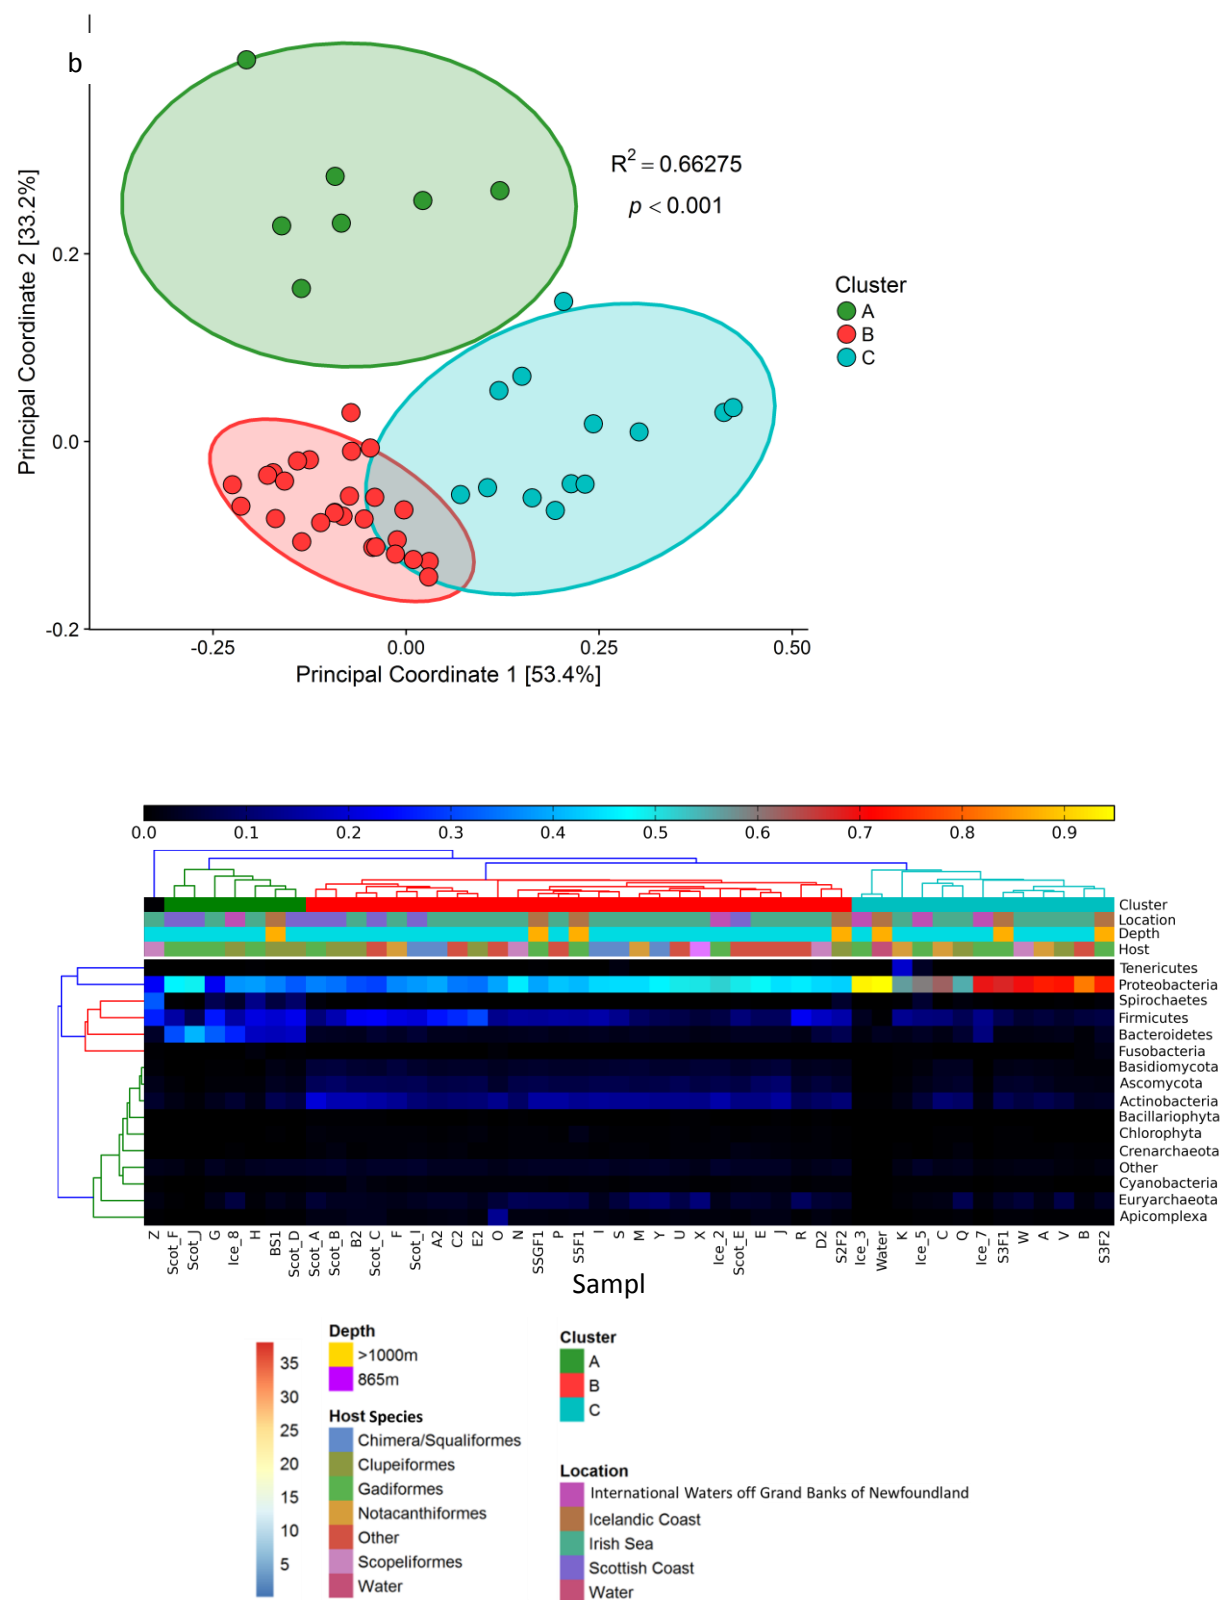 b
R² = 0.66275
p < 0.001
Principal Coordinate 2 [33.2%]
0.2
0.0
-0.2
Cluster
A
B
C
-0.25 0.00 0.25 0.50
Principal Coordinate 1 [53.4%]
0.0 0.1 0.2 0.3 0.4 0.5 0.6 0.7 0.8 0.9
Cluster
Location
Depth
Host
Tenericutes
Proteobacteria
Spirochaetes
Firmicutes
Bacteroidetes
Fusobacteria
Basidiomycota
Ascomycota
Actinobacteria
Bacillariophyta
Chlorophyta
Crenarchaeota
Other
Cyanobacteria
Euryarchaeota
Apicomplexa
Z Scot_F Scot_J G Ice_8 H BS1 Scot_D Scot_A Scot_B B2 Scot_C F Scot_I A2 C2 E2 O N SSGF1 P S5F1 I S M Y U X Ice_2 Scot_E E J R D2 S2F2 Ice_3 Water K Ice_5 C Q Ice_7 S3F1 W A V B S3F2
Sampl
35
30
25
20
15
10
5
Depth
>1000m
865m
Host Species
Chimera/Squaliformes
Clupeiformes
Gadiformes
Notacanthiformes
Other
Scopeliformes
Water
Cluster
A
B
C
Location
International Waters off Grand Banks of Newfoundland
Icelandic Coast
Irish Sea
Scottish Coast
Water